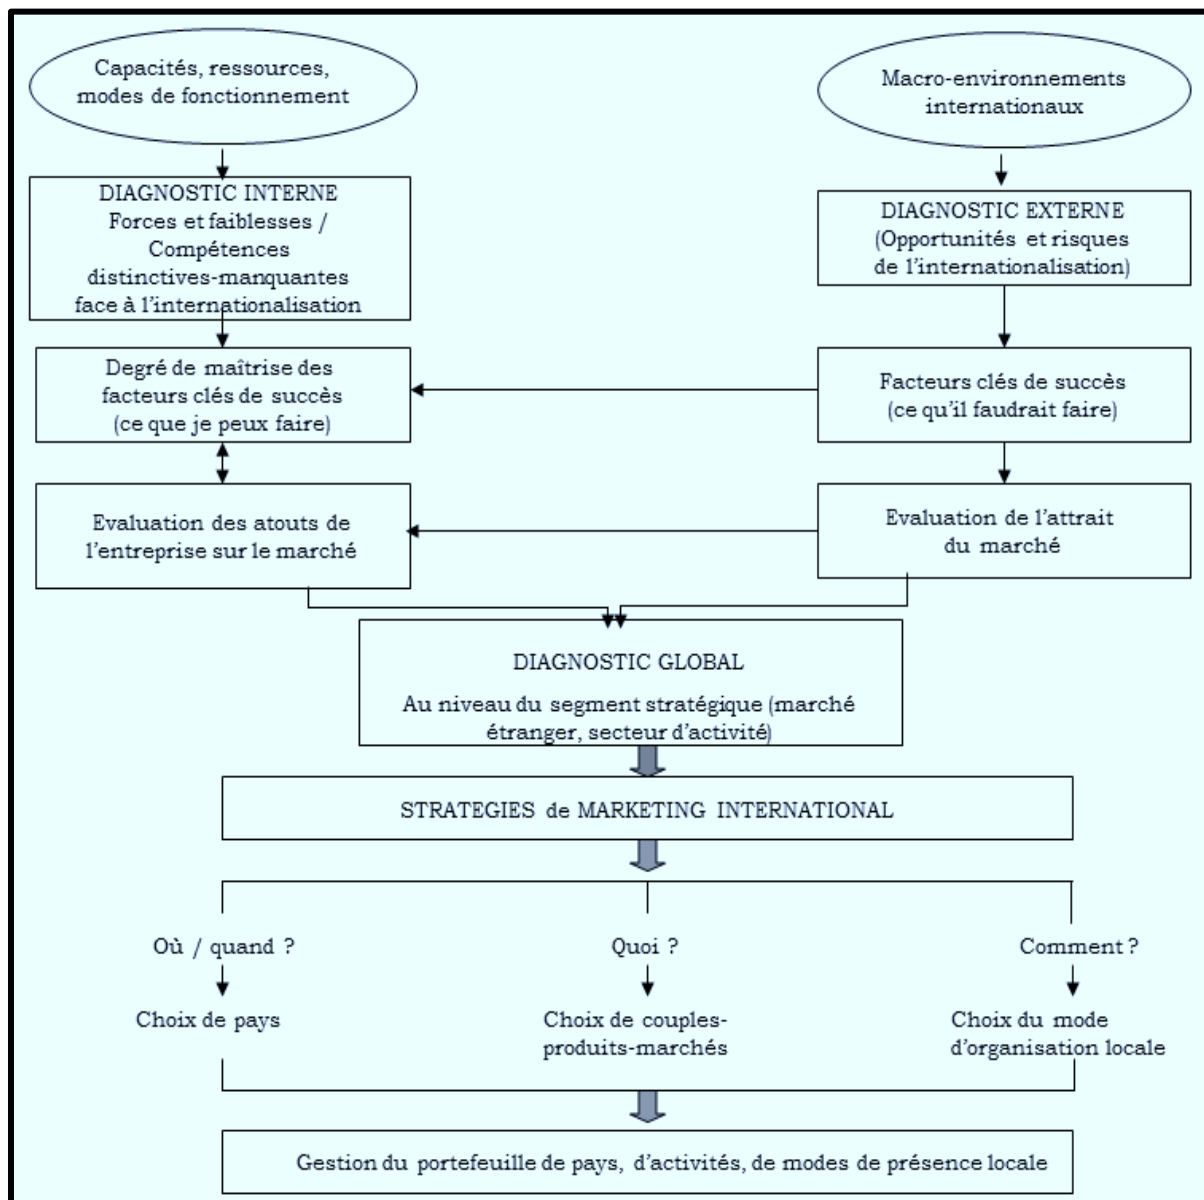 Capacités, ressources,
modes de fonctionnement
Macro-environnements
internationaux
DIAGNOSTIC INTERNE
Forces et faiblesses /
Compétences
distinctives-manquantes
face à l'internationalisation
DIAGNOSTIC EXTERNE
(Opportunités et risques
de l'internationalisation)
Degré de maîtrise des
facteurs clés de succès
(ce que je peux faire)
Facteurs clés de succès
(ce qu'il faudrait faire)
Evaluation des atouts de
l'entreprise sur le marché
Evaluation de l'attrait
du marché
DIAGNOSTIC GLOBAL
Au niveau du segment stratégique (marché
étranger, secteur d'activité)
STRATEGIES de MARKETING INTERNATIONAL
Où / quand ?
Quoi ?
Comment ?
Choix de pays
Choix de couples-
produits-marchés
Choix du mode
d'organisation locale
Gestion du portefeuille de pays, d'activités, de modes de présence locale